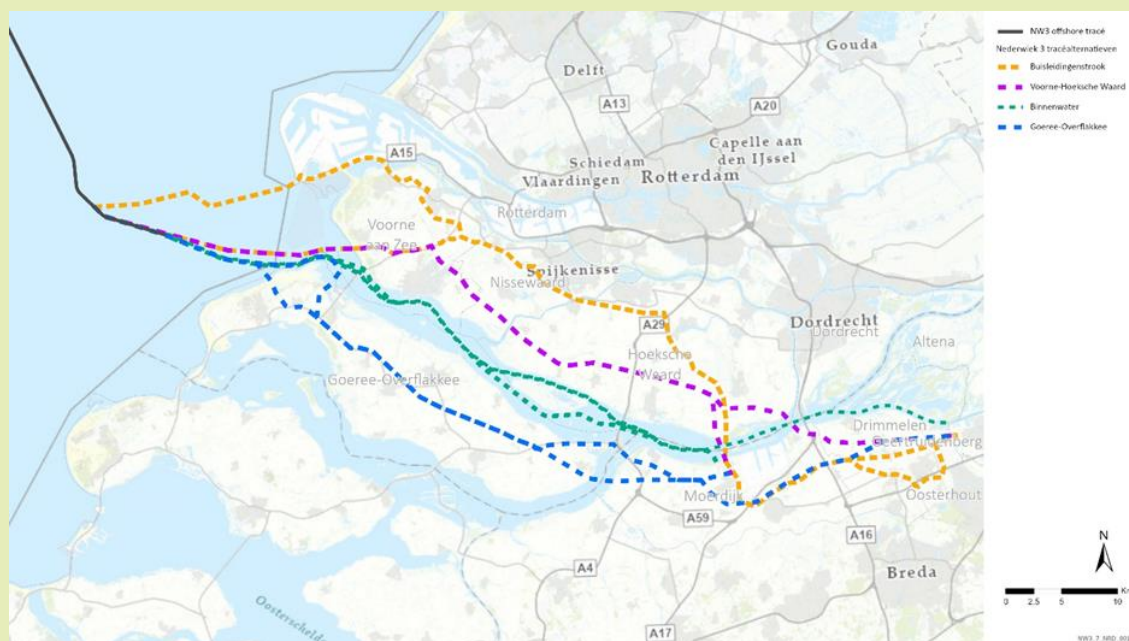 NW3 offshore tracé
Nederwiek 3 tracéalternatieven
Buisleidingenstrook
Voorne-Hoeksche Waard
Binnenwater
Goeree-Overflakkee
Gouda
Delft
A13
A20
A15
Capelle aan
den IJssel
Schiedam
Vlaardingen
Rotterdam
Rotterdam
Voorne
aan Zee
Spijkenisse
Nissewaard
A29
Dordrecht
Dordrecht
Altena
Hoeksche
Waard
Goeree-Overflakkee
Drimmelen
Geertruidenberg
Moerdijk
Oosterhout
A59
A16
A4
Breda
A17
N
0 2.5 5 10